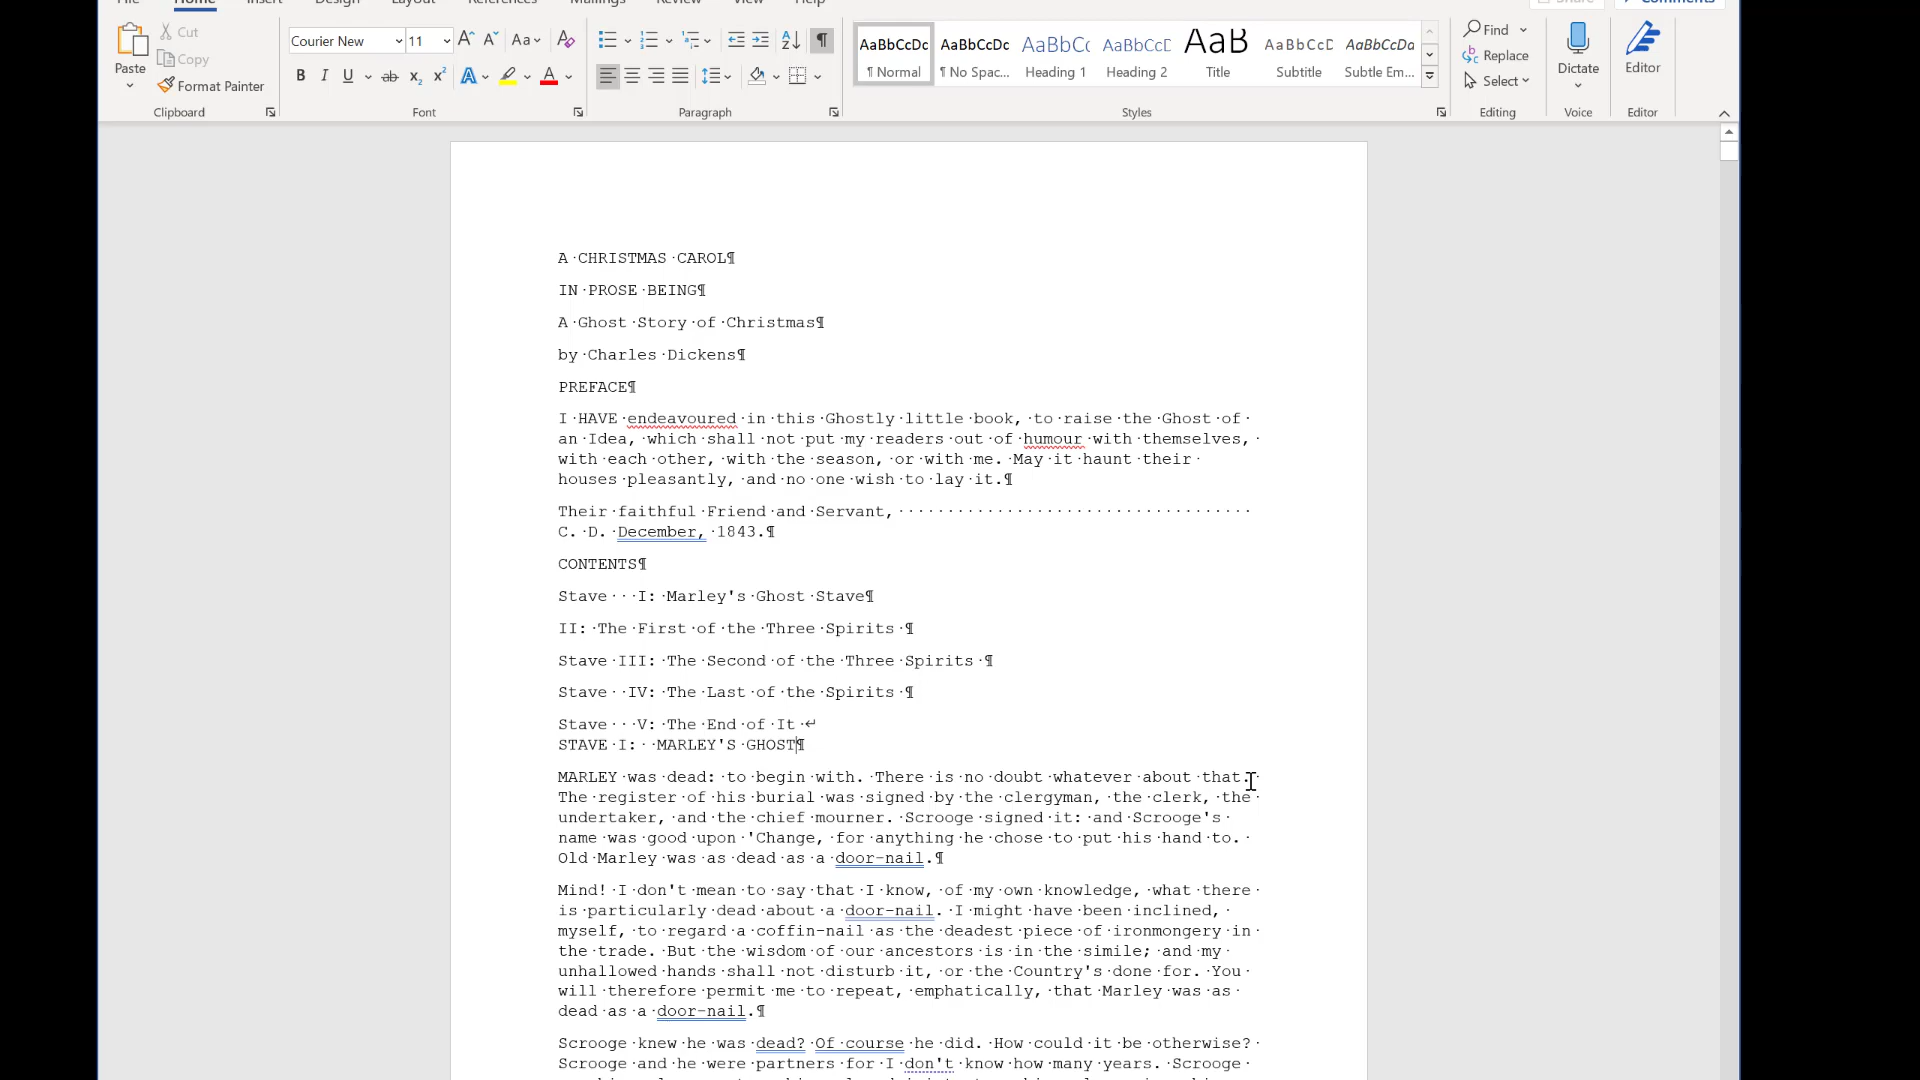 File Home Insert Design Layout References Mailings Review View Help Share Comments
Paste Cut Copy Format Painter Clipboard
Courier New 11 Aa Font
Paragraph
AaBbCcDc ¶ Normal AaBbCcDc ¶ No Spac... AaBbCc Heading 1 AaBbCcD Heading 2 AaB Title AaBbCcD Subtitle AaBbCcDa Subtle Em... Styles
Find Replace Select Editing
Dictate Voice
Editor Editor
A CHRISTMAS CAROL¶
IN PROSE BEING¶
A Ghost Story of Christmas¶
by Charles Dickens¶
PREFACE¶
I HAVE endeavoured in this Ghostly little book, to raise the Ghost of
an Idea, which shall not put my readers out of humour with themselves,
with each other, with the season, or with me. May it haunt their
houses pleasantly, and no one wish to lay it.¶
Their faithful Friend and Servant,
C. D. December, 1843.¶
CONTENTS¶
Stave   I: Marley's Ghost Stave¶
II: The First of the Three Spirits ¶
Stave III: The Second of the Three Spirits ¶
Stave  IV: The Last of the Spirits ¶
Stave   V: The End of It ↵
STAVE I:  MARLEY'S GHOST¶
MARLEY was dead: to begin with. There is no doubt whatever about that.
The register of his burial was signed by the clergyman, the clerk, the
undertaker, and the chief mourner. Scrooge signed it: and Scrooge's
name was good upon 'Change, for anything he chose to put his hand to.
Old Marley was as dead as a door-nail.¶
Mind! I don't mean to say that I know, of my own knowledge, what there
is particularly dead about a door-nail. I might have been inclined,
myself, to regard a coffin-nail as the deadest piece of ironmongery in
the trade. But the wisdom of our ancestors is in the simile; and my
unhallowed hands shall not disturb it, or the Country's done for. You
will therefore permit me to repeat, emphatically, that Marley was as
dead as a door-nail.¶
Scrooge knew he was dead? Of course he did. How could it be otherwise?
Scrooge and he were partners for I don't know how many years. Scrooge